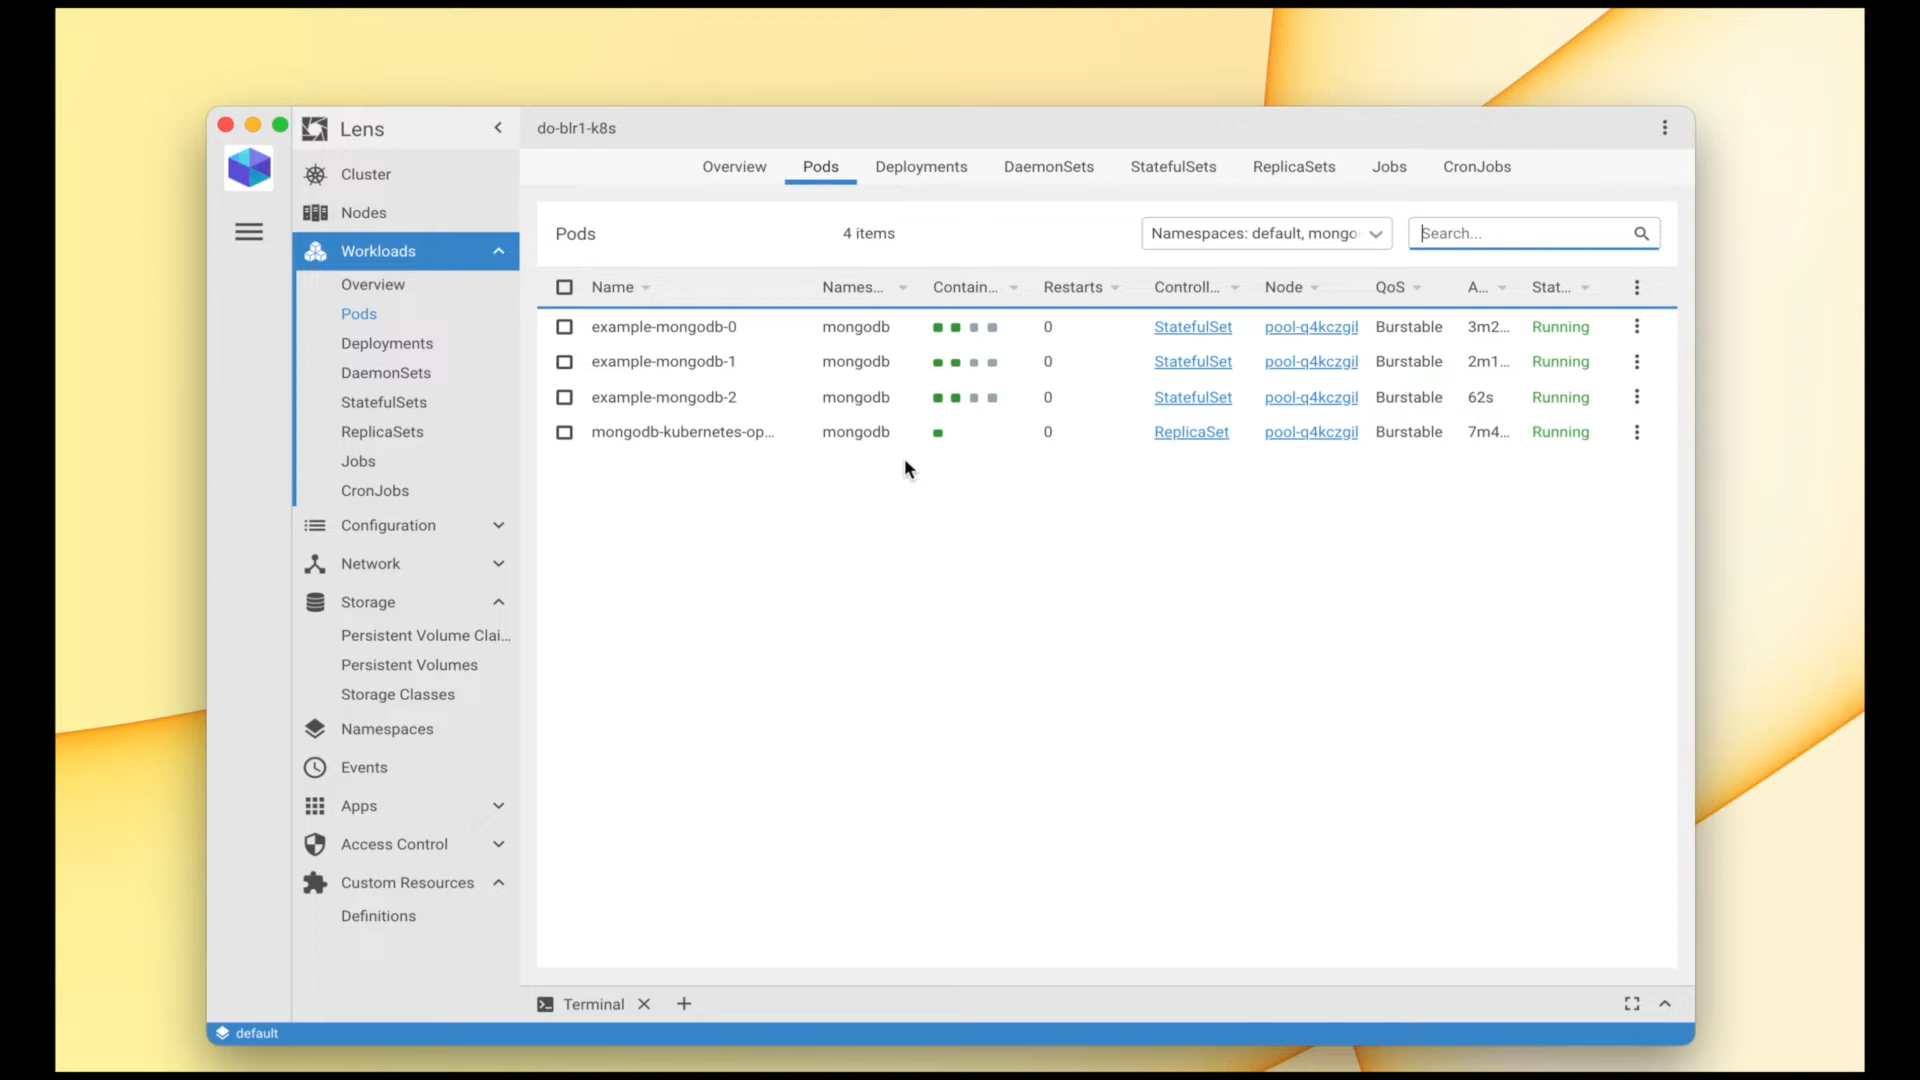 Lens
do-blr1-k8s
Cluster
Nodes
Workloads
Overview
Pods
Deployments
DaemonSets
StatefulSets
ReplicaSets
Jobs
CronJobs
Configuration
Network
Storage
Persistent Volume Clai...
Persistent Volumes
Storage Classes
Namespaces
Events
Apps
Access Control
Custom Resources
Definitions
Overview Pods Deployments DaemonSets StatefulSets ReplicaSets Jobs CronJobs
Pods 4 items Namespaces: default, mongo Search...
Name Names... Contain... Restarts Controll... Node QoS A... Stat...
example-mongodb-0 mongodb 0 StatefulSet pool-q4kczgil Burstable 3m2... Running
example-mongodb-1 mongodb 0 StatefulSet pool-q4kczgil Burstable 2m1... Running
example-mongodb-2 mongodb 0 StatefulSet pool-q4kczgil Burstable 62s Running
mongodb-kubernetes-op... mongodb 0 ReplicaSet pool-q4kczgil Burstable 7m4... Running
Terminal
default